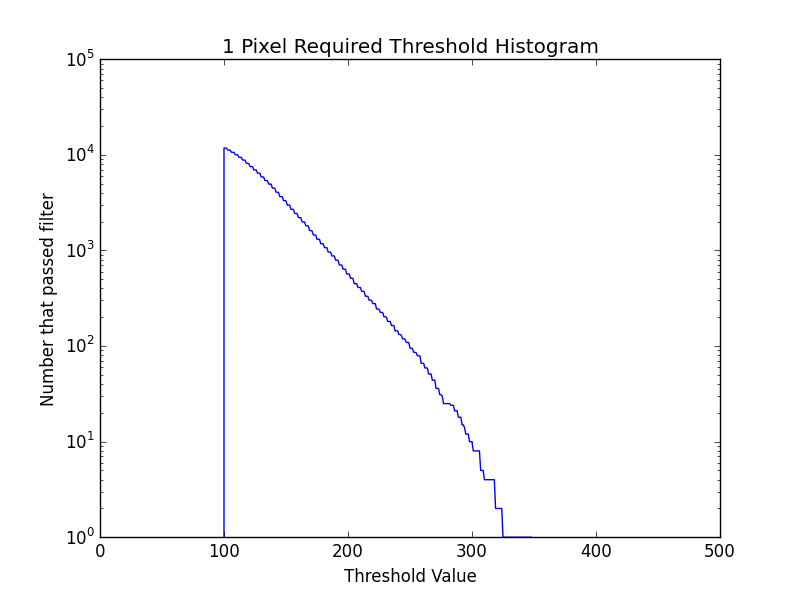 1 Pixel Required Threshold Histogram
10^5
10^4
10^3
10^2
10^1
10^0
Number that passed filter
0 100 200 300 400 500
Threshold Value